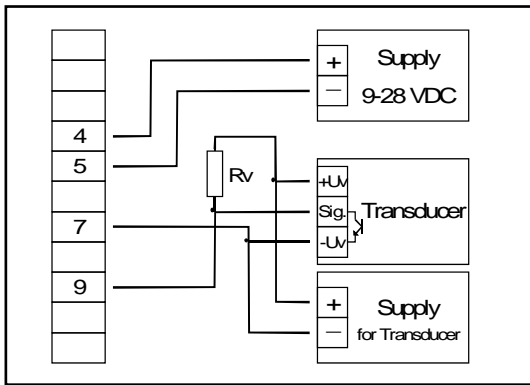 4
5
7
9
Rv
+
−
Supply
9-28 VDC
+Uv
Sig.
-Uv
Transducer
+
−
Supply
for Transducer